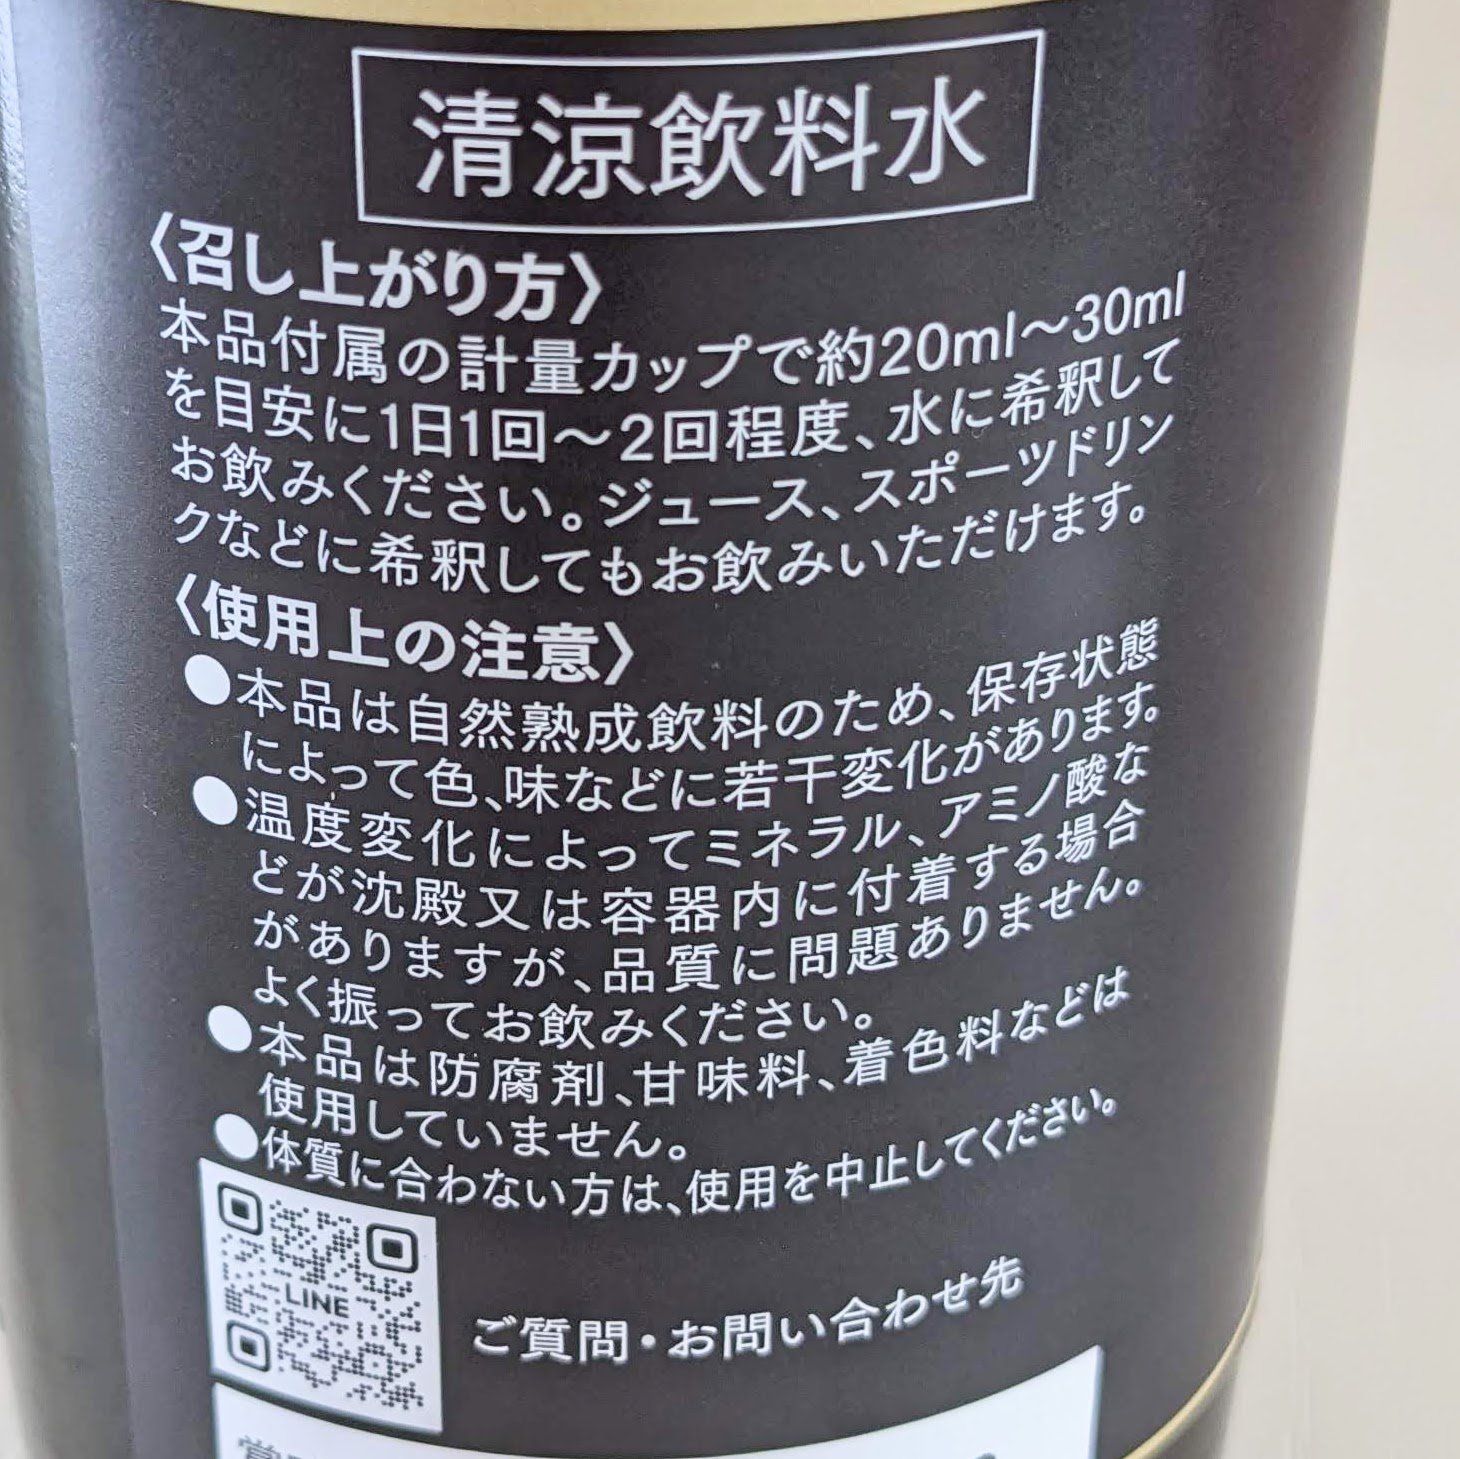 清涼飲料水
〈召し上がり方〉
本品付属の計量カップで約20ml〜30ml
を目安に1日1回〜2回程度、水に希釈して
お飲みください。ジュース、スポーツドリン
クなどに希釈してもお飲みいただけます。
〈使用上の注意〉
●本品は自然熟成飲料のため、保存状態
によって色、味などに若干変化があります。
●温度変化によってミネラル、アミノ酸な
どが沈殿又は容器内に付着する場合
がありますが、品質に問題ありません。
よく振ってお飲みください。
●本品は防腐剤、甘味料、着色料などは
使用していません。
●体質に合わない方は、使用を中止してください。
LINE
ご質問・お問い合わせ先